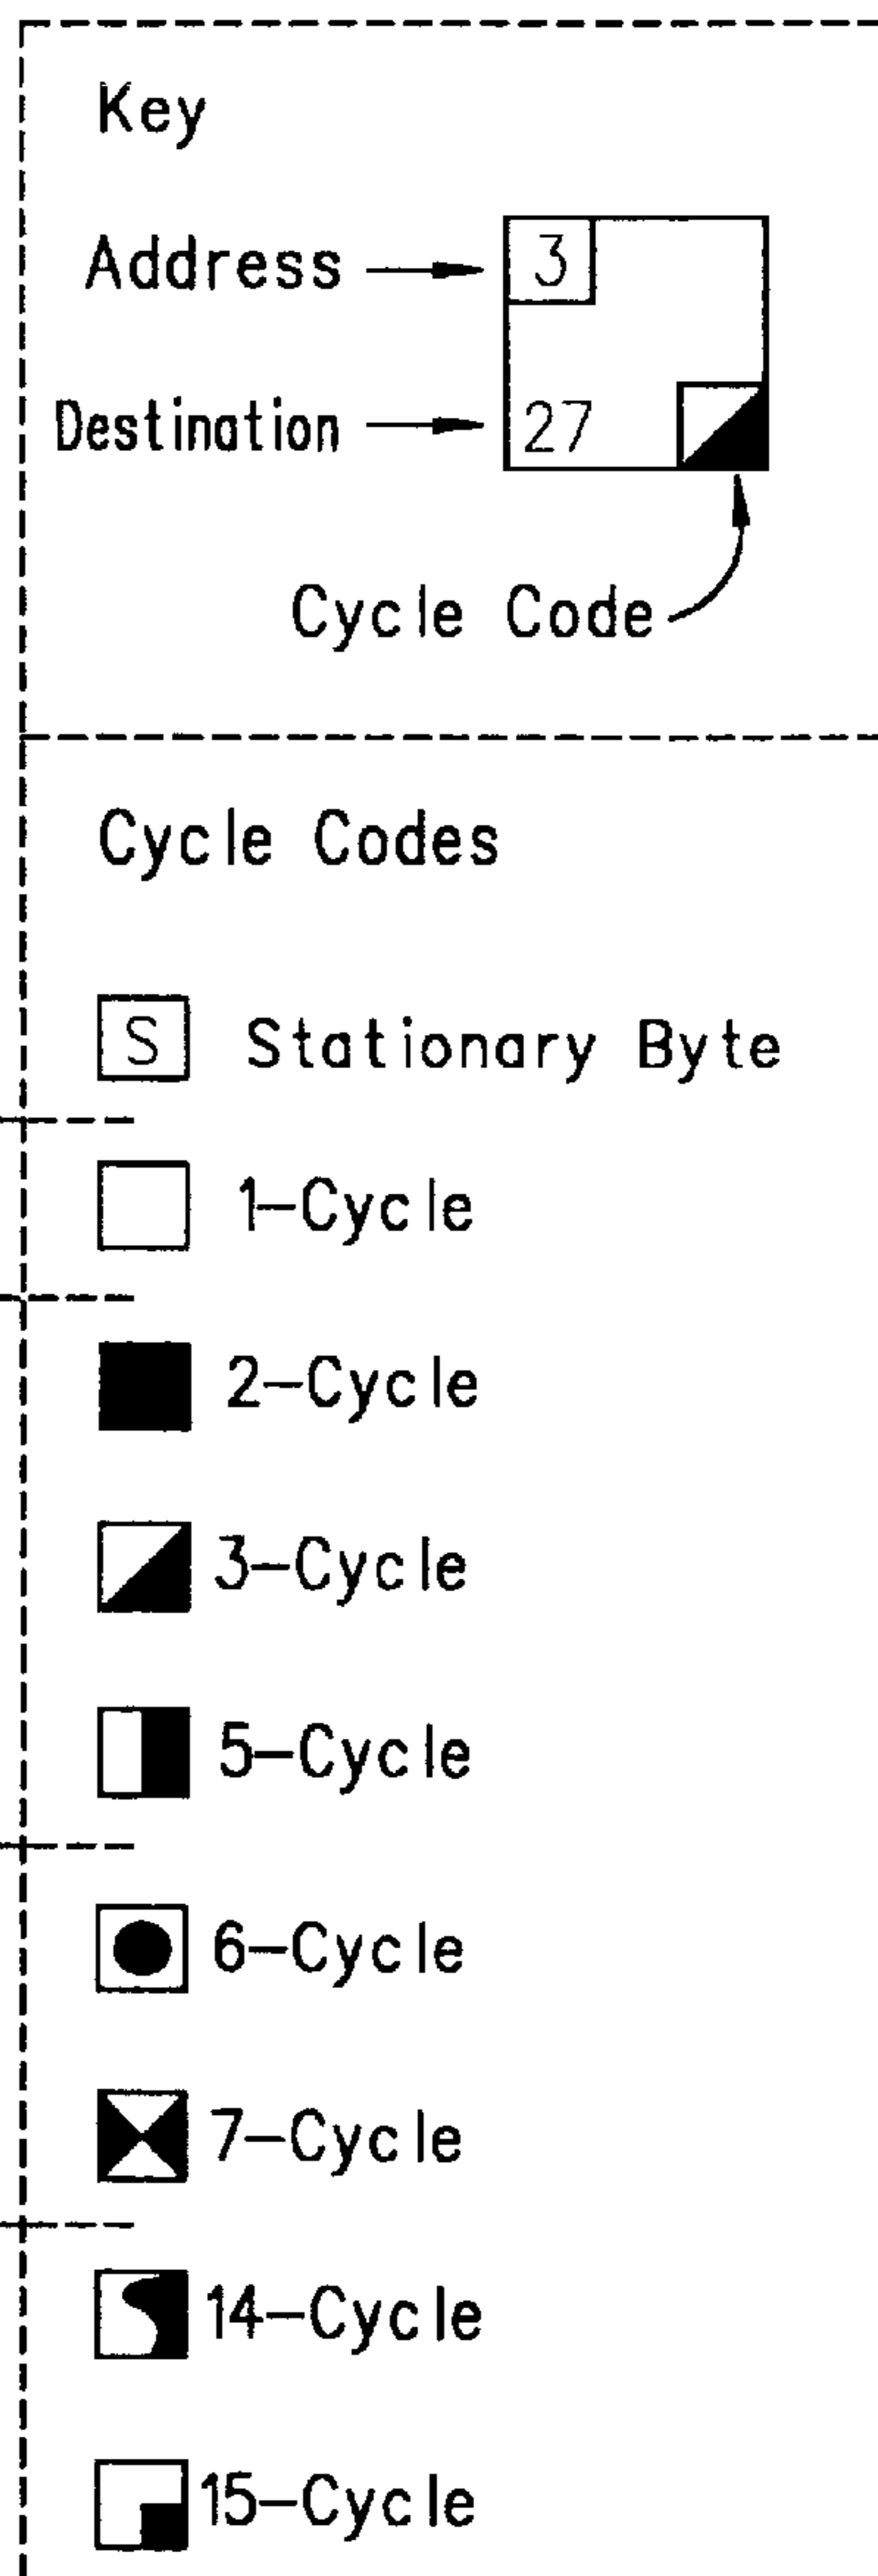 Key
Address 3
Destination 27
Cycle Code
Cycle Codes
S Stationary Byte
1-Cycle
2-Cycle
3-Cycle
5-Cycle
6-Cycle
7-Cycle
14-Cycle
15-Cycle